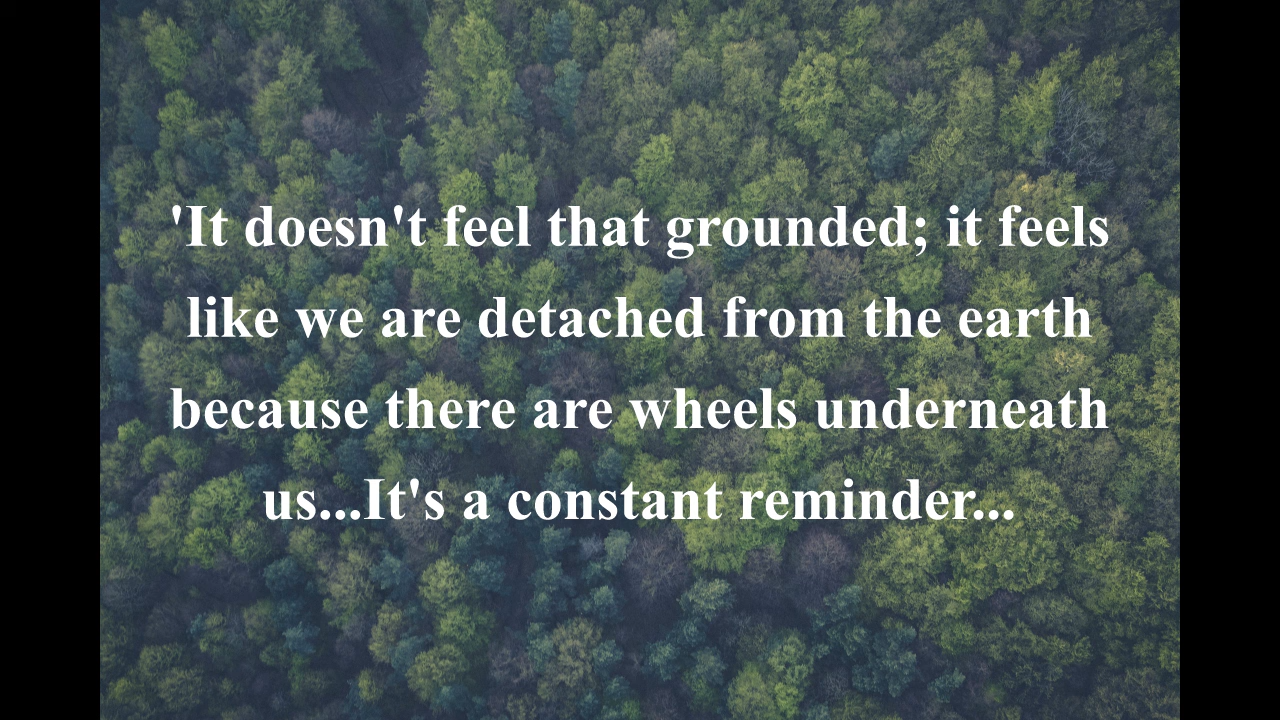 'It doesn't feel that grounded; it feels
like we are detached from the earth
because there are wheels underneath
us...It's a constant reminder...